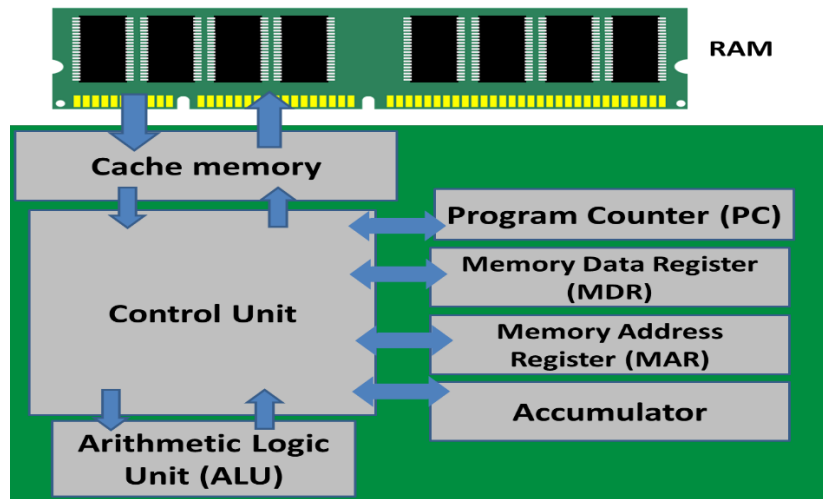 RAM
Cache memory
Control Unit
Arithmetic Logic
Unit (ALU)
Program Counter (PC)
Memory Data Register
(MDR)
Memory Address
Register (MAR)
Accumulator